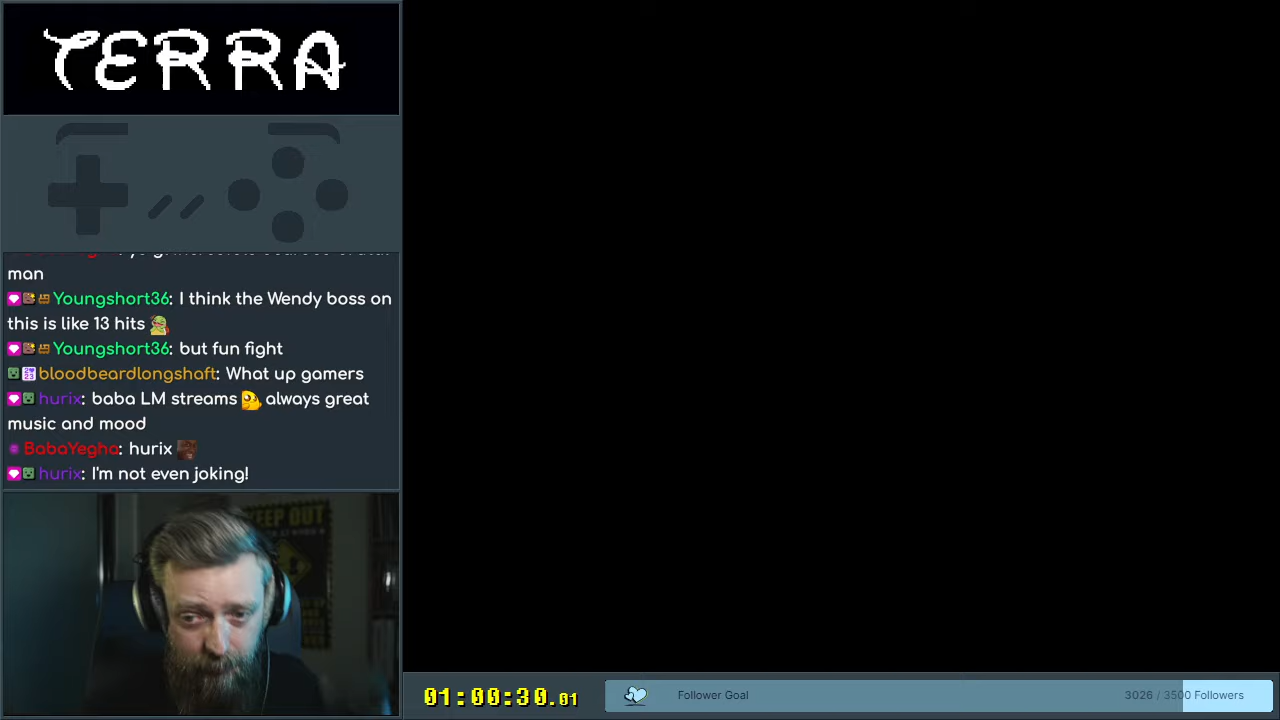 TERRA
man
Youngshort36: I think the Wendy boss on
this is like 13 hits
Youngshort36: but fun fight
bloodbeardlongshaft: What up gamers
hurix: baba LM streams always great
music and mood
BabaYegha: hurix
hurix: I'm not even joking!
KEEP OUT
01:00:30.01
Follower Goal
3026 / 3500 Followers